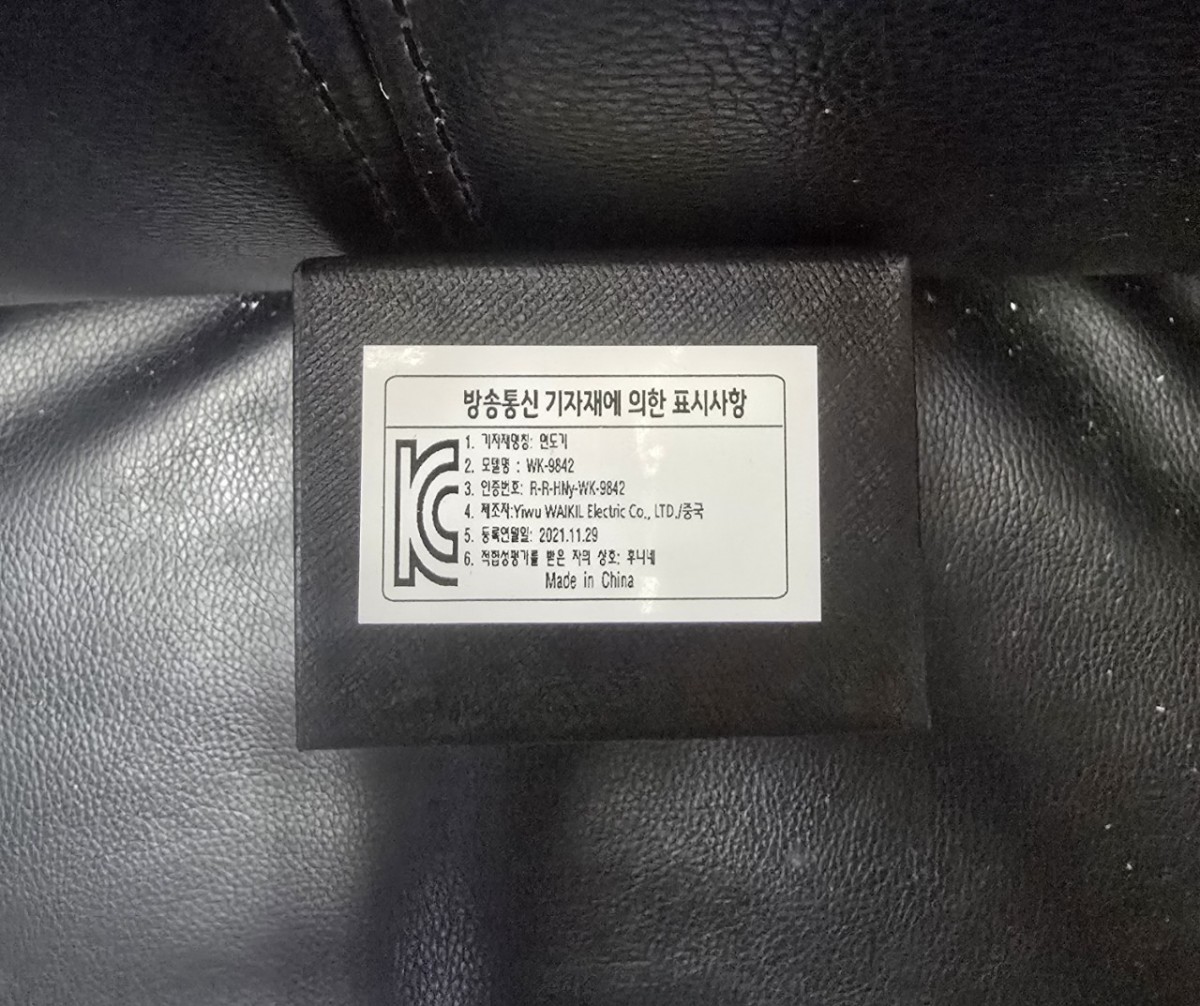 방송통신 기자재에 의한 표시사항
1. 기자재명칭: 면도기
2. 모델명 : WK-9842
3. 인증번호: R-R-HNy-WK-9842
4. 제조자:Yiwu WAIKIL Electric Co., LTD./중국
5. 등록연월일: 2021.11.29
6. 적합성평가를 받은 자의 상호: 후니네
Made in China